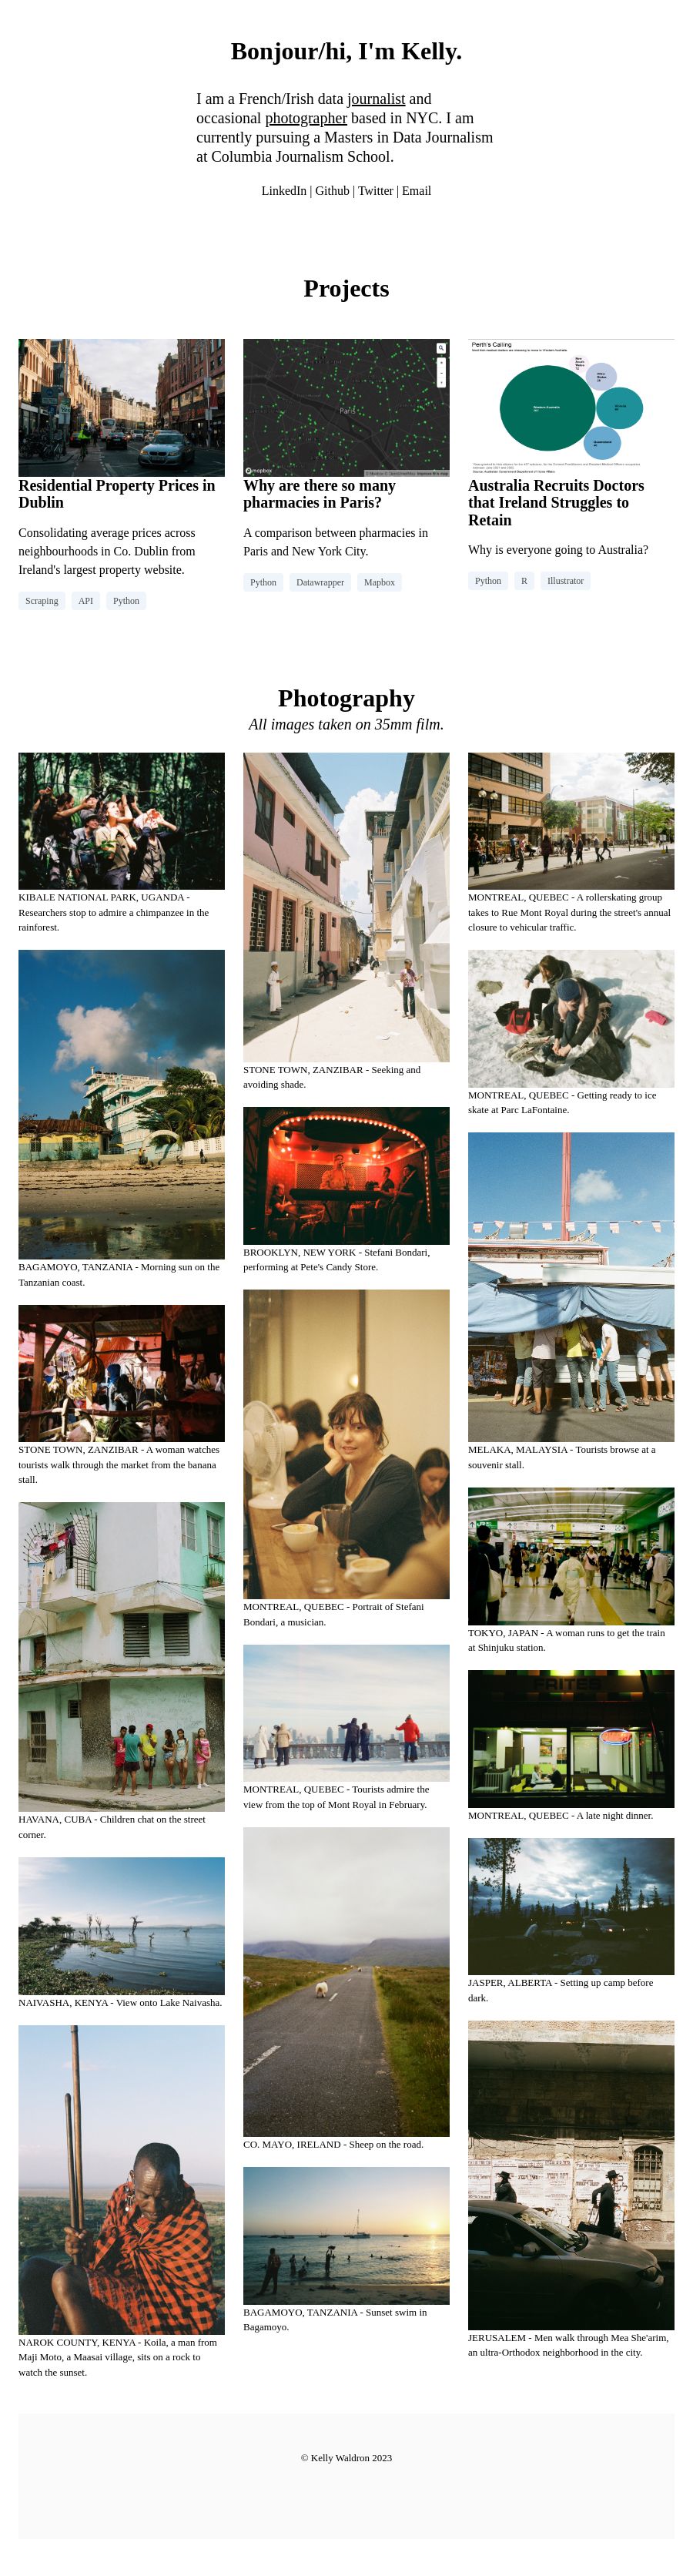 Bonjour/hi, I'm Kelly.
I am a French/Irish data journalist and
occasional photographer based in NYC. I am
currently pursuing a Masters in Data Journalism
at Columbia Journalism School.
LinkedIn | Github | Twitter | Email
Projects
Paris
mapbox
Residential Property Prices in
Dublin
Consolidating average prices across
neighbourhoods in Co. Dublin from
Ireland's largest property website.
Scraping API Python
Why are there so many
pharmacies in Paris?
A comparison between pharmacies in
Paris and New York City.
Python Datawrapper Mapbox
Perth's Calling
Australia Recruits Doctors
that Ireland Struggles to
Retain
Why is everyone going to Australia?
Python R Illustrator
Photography
All images taken on 35mm film.
KIBALE NATIONAL PARK, UGANDA -
Researchers stop to admire a chimpanzee in the
rainforest.
BAGAMOYO, TANZANIA - Morning sun on the
Tanzanian coast.
STONE TOWN, ZANZIBAR - A woman watches
tourists walk through the market from the banana
stall.
HAVANA, CUBA - Children chat on the street
corner.
NAIVASHA, KENYA - View onto Lake Naivasha.
NAROK COUNTY, KENYA - Koila, a man from
Maji Moto, a Maasai village, sits on a rock to
watch the sunset.
STONE TOWN, ZANZIBAR - Seeking and
avoiding shade.
BROOKLYN, NEW YORK - Stefani Bondari,
performing at Pete's Candy Store.
MONTREAL, QUEBEC - Portrait of Stefani
Bondari, a musician.
MONTREAL, QUEBEC - Tourists admire the
view from the top of Mont Royal in February.
CO. MAYO, IRELAND - Sheep on the road.
BAGAMOYO, TANZANIA - Sunset swim in
Bagamoyo.
MONTREAL, QUEBEC - A rollerskating group
takes to Rue Mont Royal during the street's annual
closure to vehicular traffic.
MONTREAL, QUEBEC - Getting ready to ice
skate at Parc LaFontaine.
MELAKA, MALAYSIA - Tourists browse at a
souvenir stall.
TOKYO, JAPAN - A woman runs to get the train
at Shinjuku station.
FRITES
MONTREAL, QUEBEC - A late night dinner.
JASPER, ALBERTA - Setting up camp before
dark.
JERUSALEM - Men walk through Mea She'arim,
an ultra-Orthodox neighborhood in the city.
© Kelly Waldron 2023